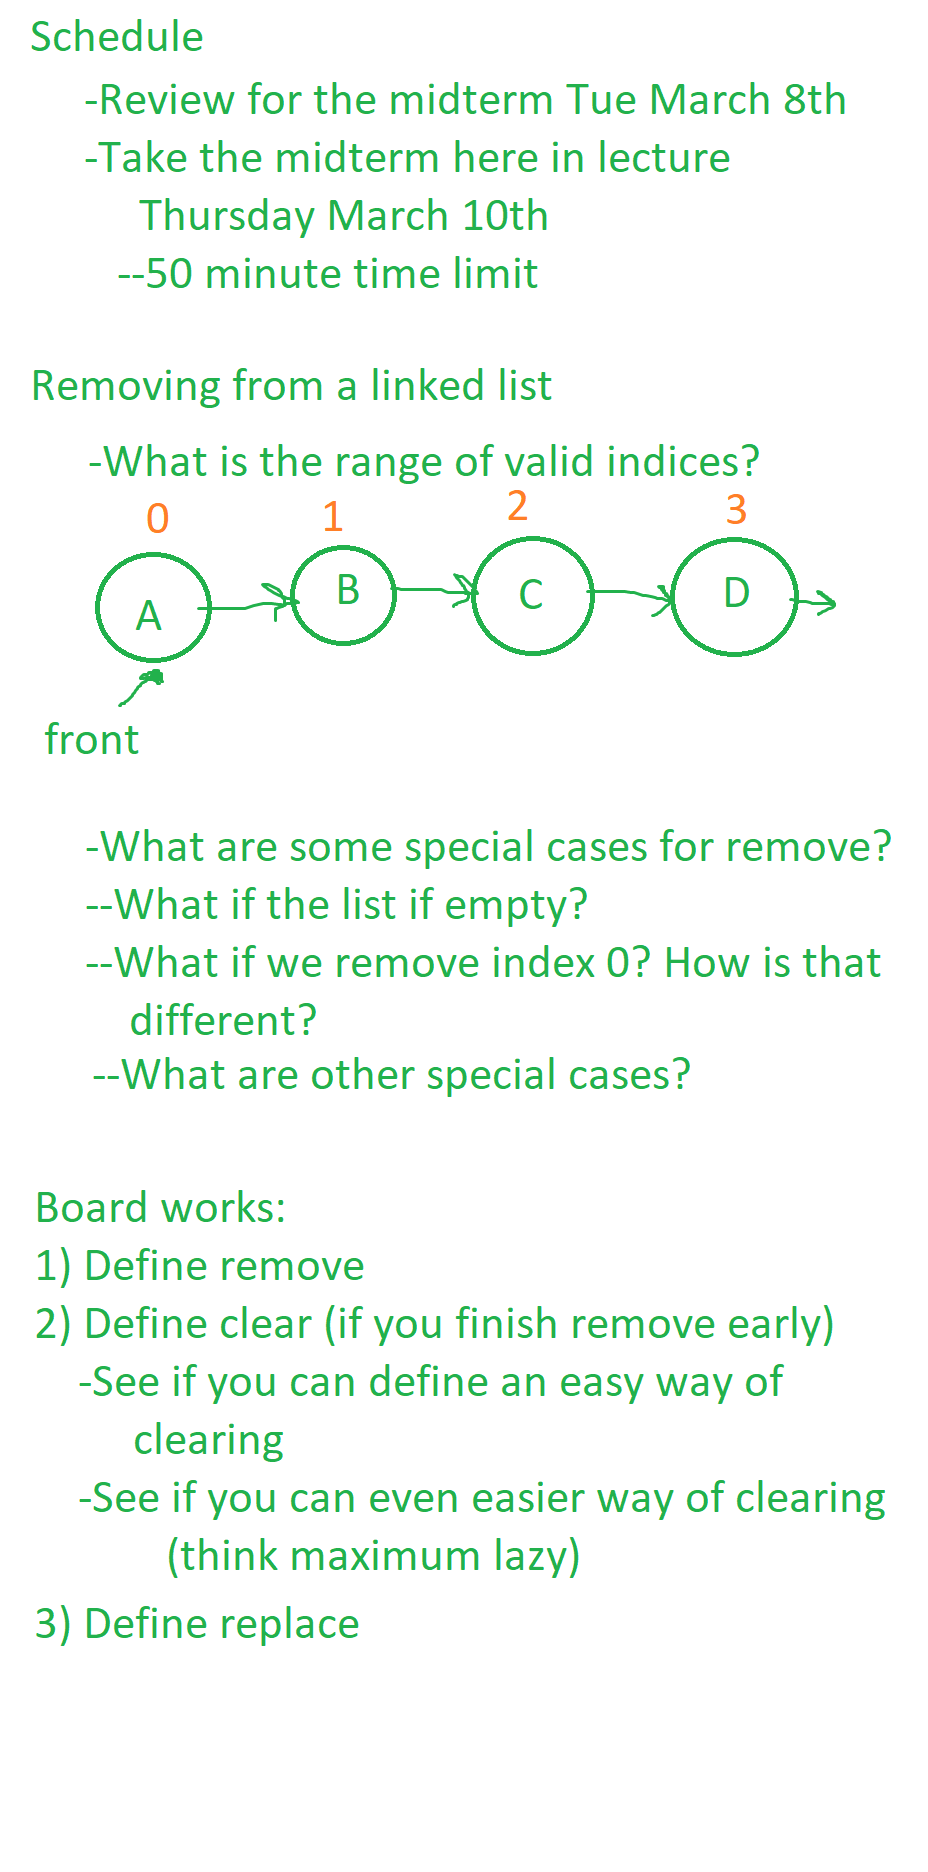 Schedule
-Review for the midterm Tue March 8th
-Take the midterm here in lecture
Thursday March 10th
--50 minute time limit
Removing from a linked list
-What is the range of valid indices?
0 1 2 3
A B C D
front
-What are some special cases for remove?
--What if the list if empty?
--What if we remove index 0? How is that
different?
--What are other special cases?
Board works:
1) Define remove
2) Define clear (if you finish remove early)
-See if you can define an easy way of
clearing
-See if you can even easier way of clearing
(think maximum lazy)
3) Define replace